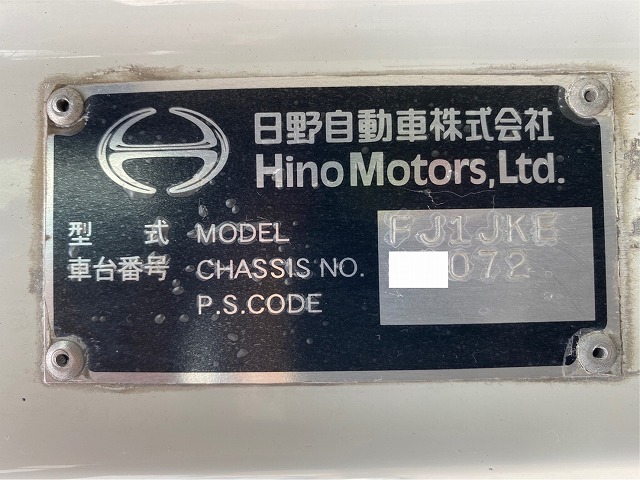 日野自動車株式会社
Hino Motors, Ltd.
型 式 MODEL FJ1JKE
車台番号 CHASSIS NO. 072
P.S.CODE